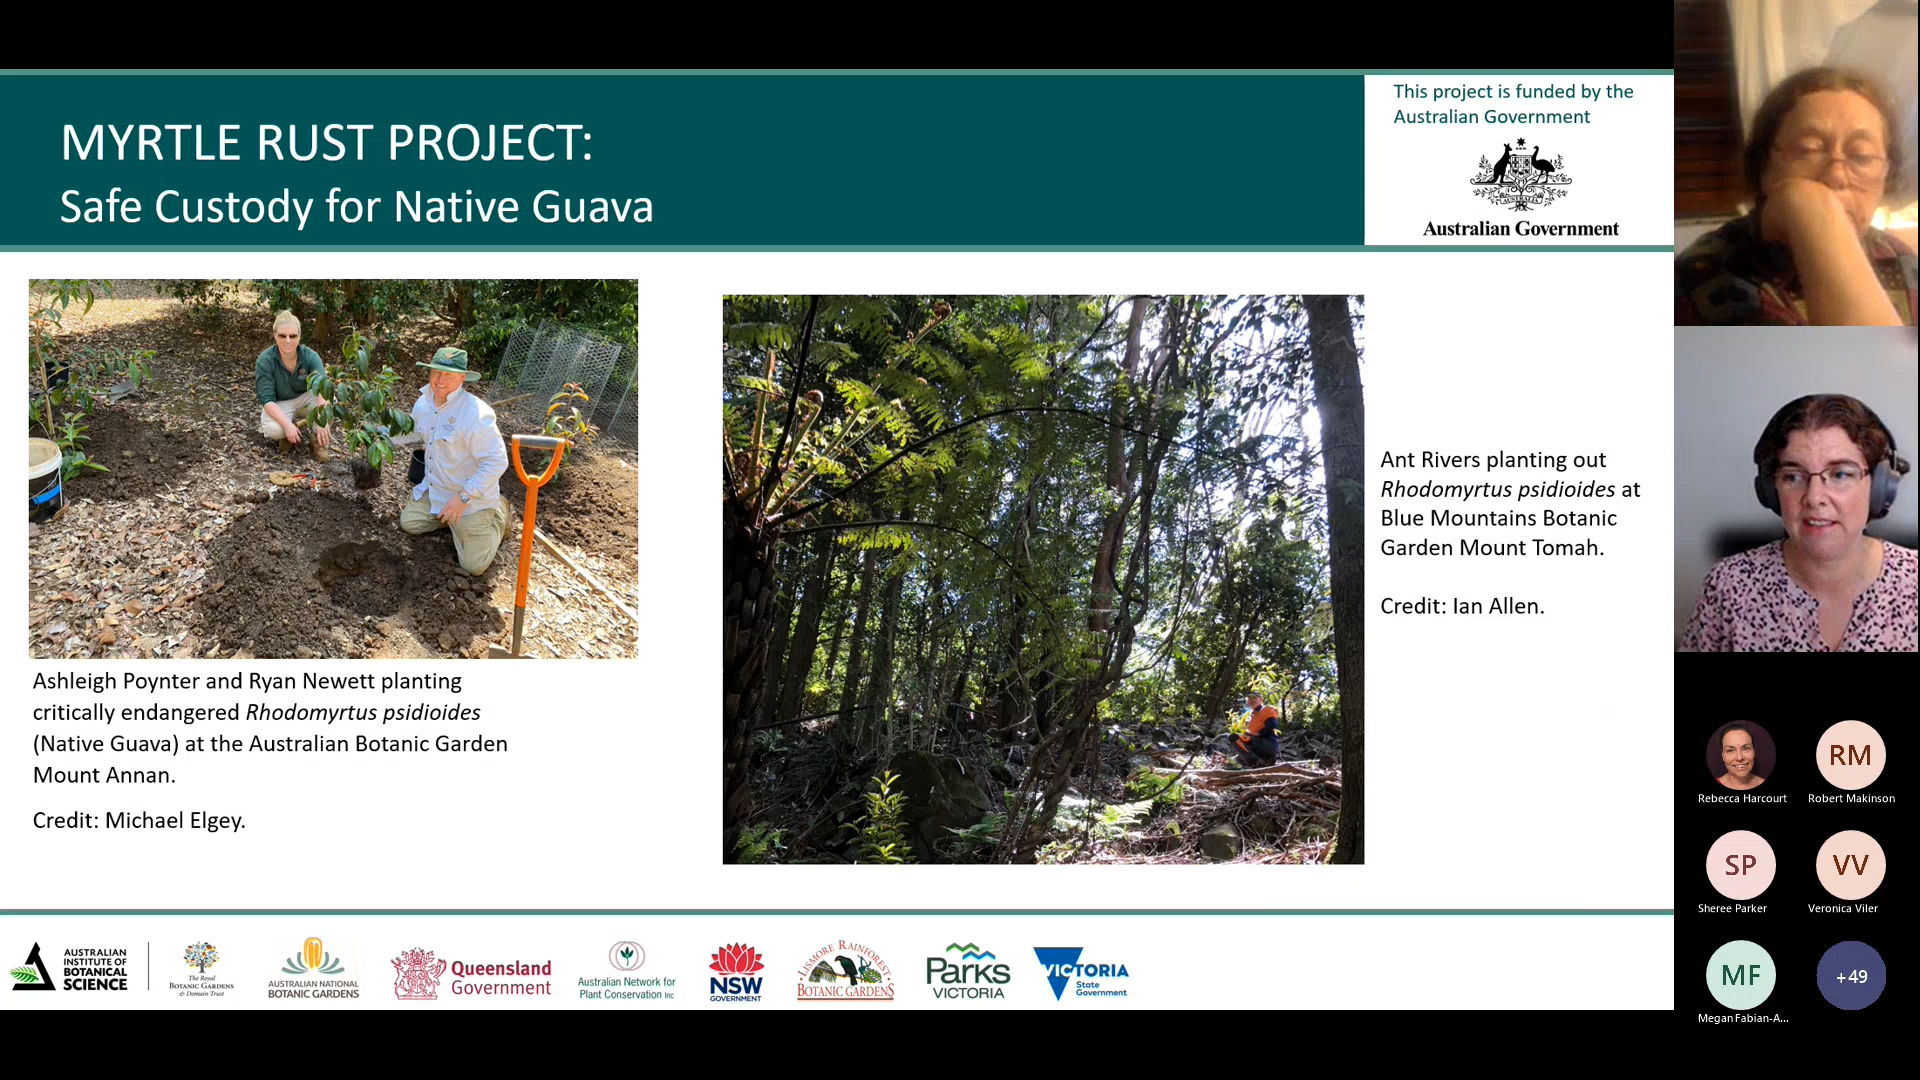 MYRTLE RUST PROJECT:
Safe Custody for Native Guava
This project is funded by the
Australian Government
AUSTRALIA
Australian Government
Ashleigh Poynter and Ryan Newett planting
critically endangered Rhodomyrtus psidioides
(Native Guava) at the Australian Botanic Garden
Mount Annan.
Credit: Michael Elgey.
Ant Rivers planting out
Rhodomyrtus psidioides at
Blue Mountains Botanic
Garden Mount Tomah.
Credit: Ian Allen.
AUSTRALIAN
INSTITUTE OF
BOTANICAL
SCIENCE
The Royal
BOTANIC GARDENS
& Domain Trust
AUSTRALIAN NATIONAL
BOTANIC GARDENS
Queensland
Government
Australian Network for
Plant Conservation Inc
NSW
GOVERNMENT
LISMORE RAINFOREST
BOTANIC GARDENS
Parks
VICTORIA
VICTORIA
State
Government
Rebecca Harcourt
RM
Robert Makinson
SP
Sheree Parker
VV
Veronica Viler
MF
Megan Fabian-A...
+49